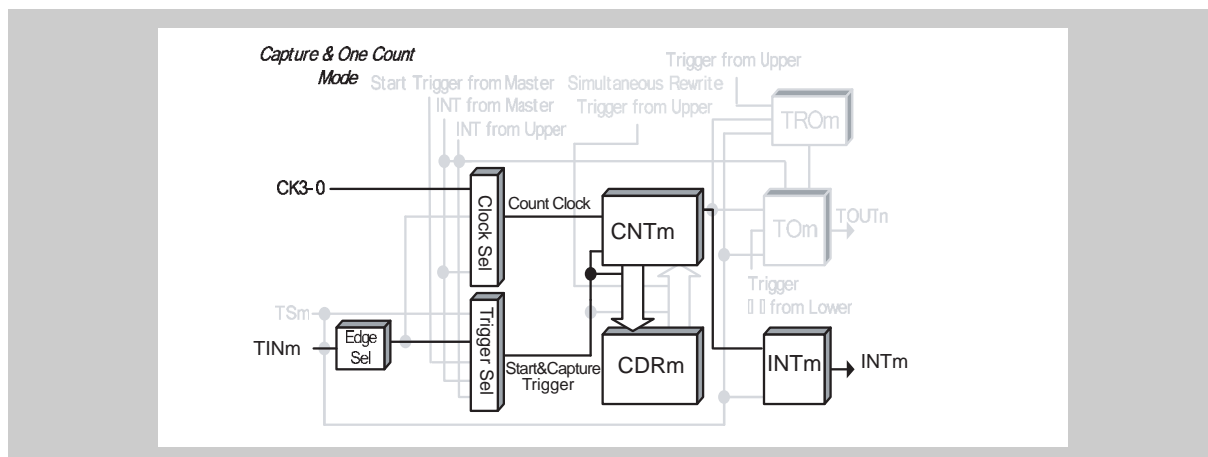 Capture & One Count
Mode
Trigger from Upper
Start Trigger from Master
Simultaneous Rewrite
INT from Master
Trigger from Upper
INT from Upper
TROm
CK3-0
Clock Sel
Count Clock
CNTm
TOm
TOUTn
Trigger
from Lower
TSm
TINm
Edge
Sel
Trigger Sel
Start&Capture
Trigger
CDRm
INTm
INTm